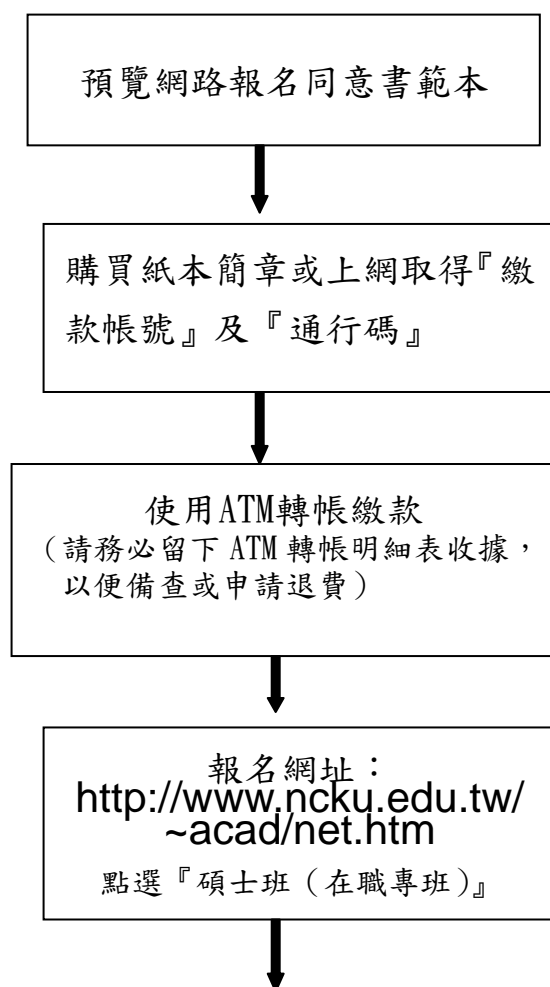 預覽網路報名同意書範本
購買紙本簡章或上網取得『繳
款帳號』及『通行碼』
使用ATM轉帳繳款
（請務必留下 ATM 轉帳明細表收據，
以便備查或申請退費）
報名網址：
http://www.ncku.edu.tw/
~acad/net.htm
點選『碩士班（在職專班）』